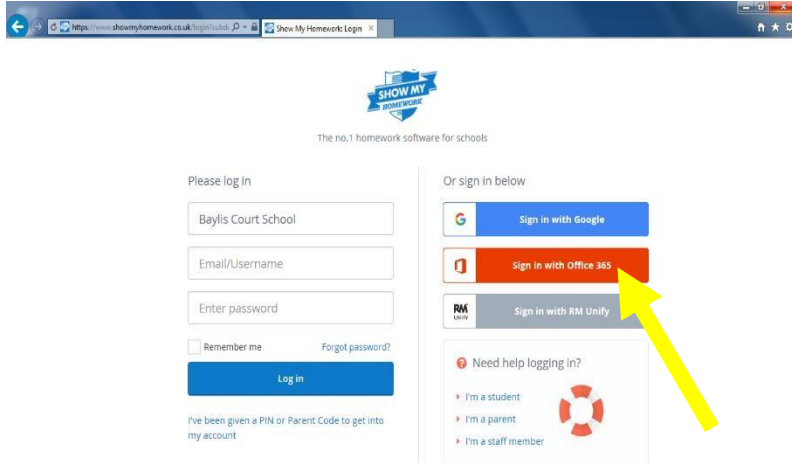 https://www.showmyhomework.co.uk/login?subd
Show My Homework: Login
SHOW MY
HOMEWORK
The no.1 homework software for schools
Please log in
Baylis Court School
Email/Username
Enter password
Remember me
Forgot password?
Log in
I've been given a PIN or Parent Code to get into
my account
Or sign in below
G
Sign in with Google
Sign in with Office 365
RM
UNIFY
Sign in with RM Unify
Need help logging in?
I'm a student
I'm a parent
I'm a staff member